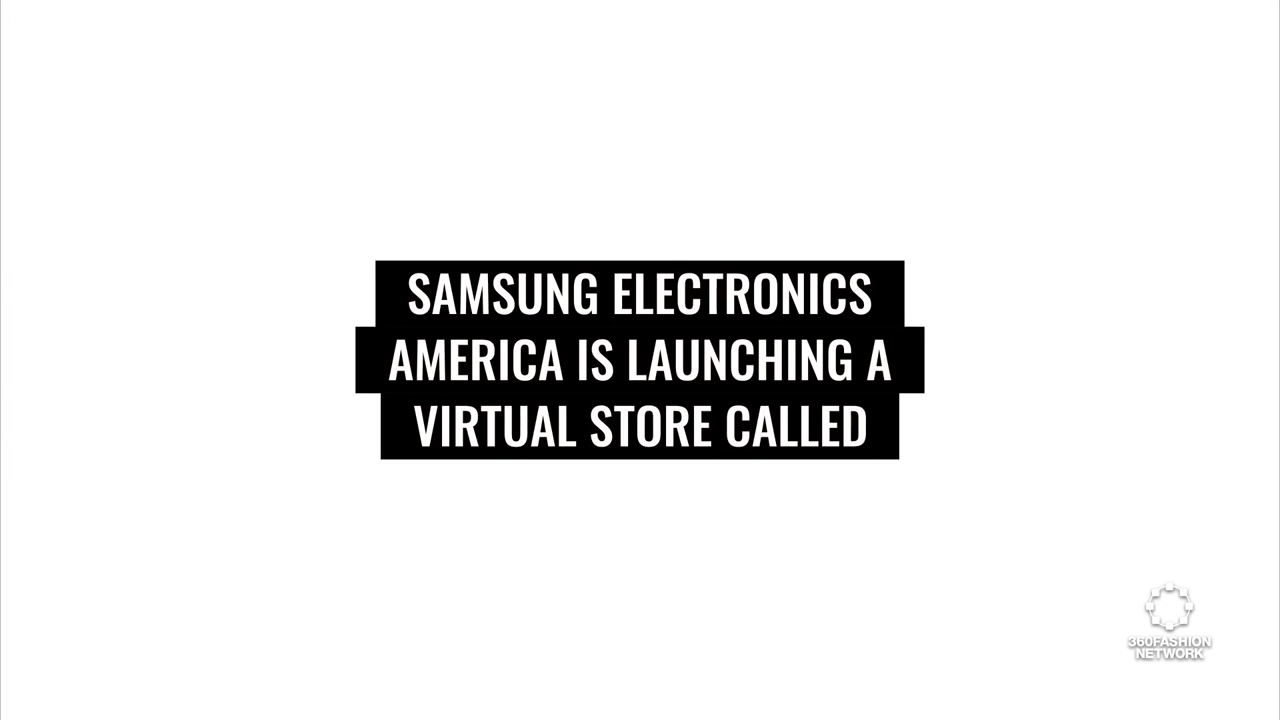 SAMSUNG ELECTRONICS
AMERICA IS LAUNCHING A
VIRTUAL STORE CALLED
360FASHION
NETWORK